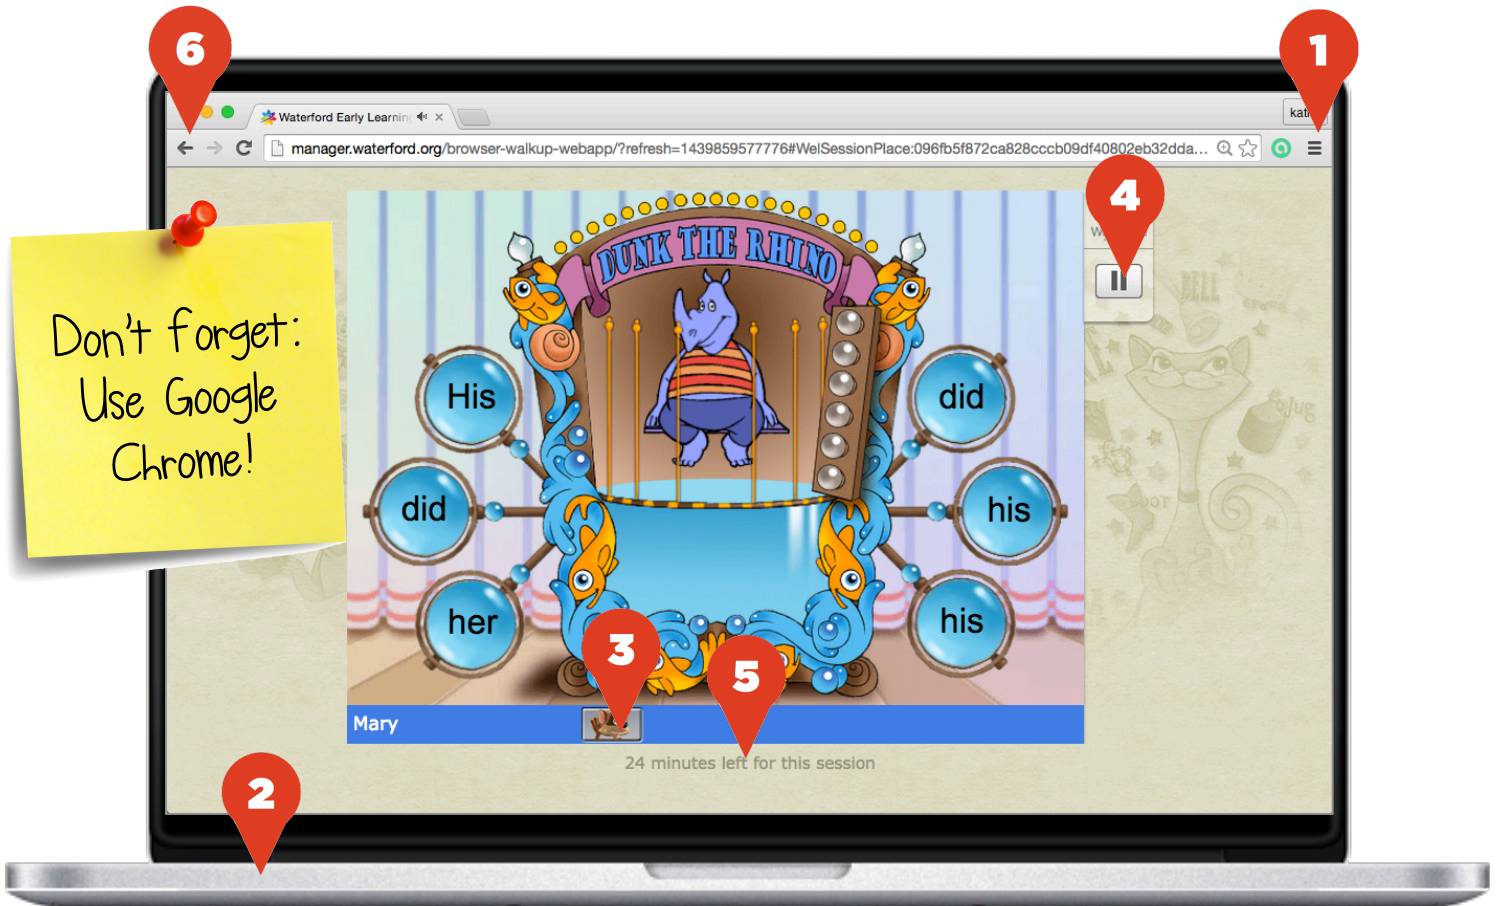 6
1
Waterford Early Learnin
manager.waterford.org/browser-walkup-webapp/?refresh=1439859577776#WelSessionPlace:096fb5f872ca828cccb09df40802eb32dda...
4
DUNK THE RHINO
BELL
Don't forget:
Use Google
Chrome!
His
did
Jug
did
his
her
his
3
5
Mary
24 minutes left for this session
2